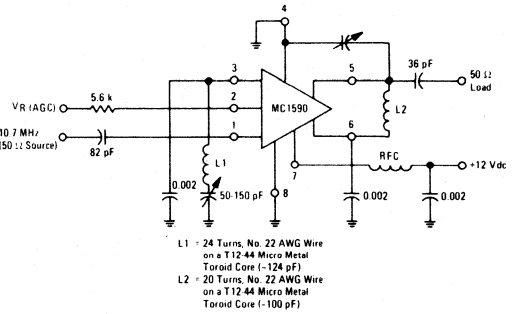 4
3
5
36 pF
50 Ω
Load
5.6 k
VR (AGC)
2
MC1590
L2
10.7 MHz
(50 Ω Source)
1
6
82 pF
L1
RFC
+12 Vdc
7
0.002
50-150 pF
8
0.002
0.002
L1 = 24 Turns, No. 22 AWG Wire
on a T12-44 Micro Metal
Toroid Core (~124 pF)
L2 = 20 Turns, No. 22 AWG Wire
on a T12-44 Micro Metal
Toroid Core (~100 pF)